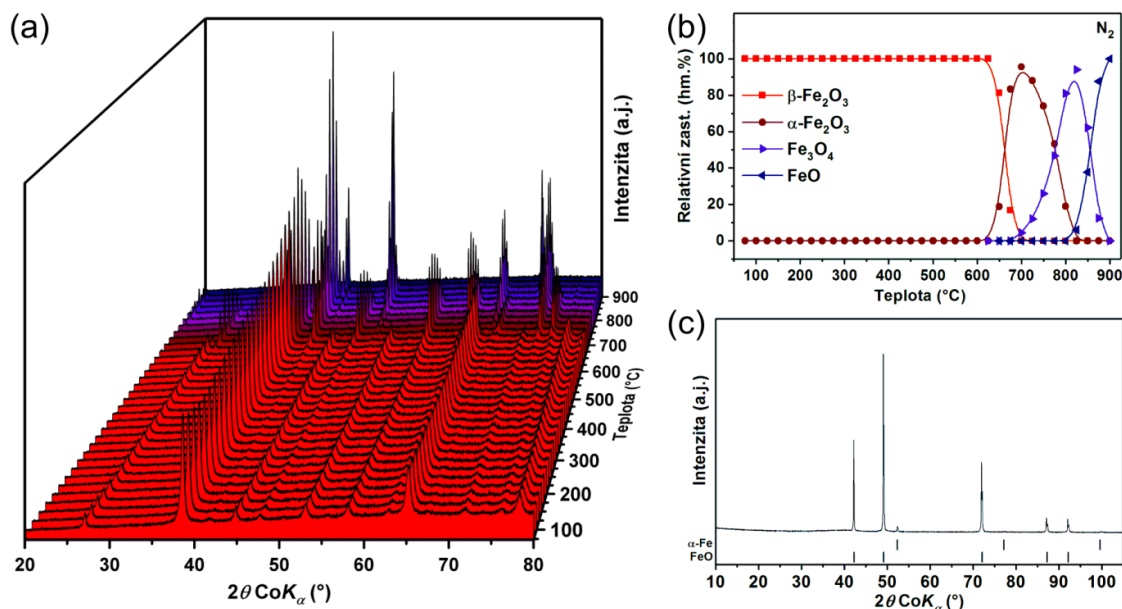 (a)
Intenzita (a.j.)
900
800
700
600
500
400
300
200
100
Teplota (°C)
20 30 40 50 60 70 80
2θ CoKα (°)
(b)
N2
Relativní zast. (hm.%)
100
80
60
40
20
0
β-Fe2O3
α-Fe2O3
Fe3O4
FeO
100 200 300 400 500 600 700 800 900
Teplota (°C)
(c)
Intenzita (a.j.)
α-Fe
FeO
10 20 30 40 50 60 70 80 90 100
2θ CoKα (°)